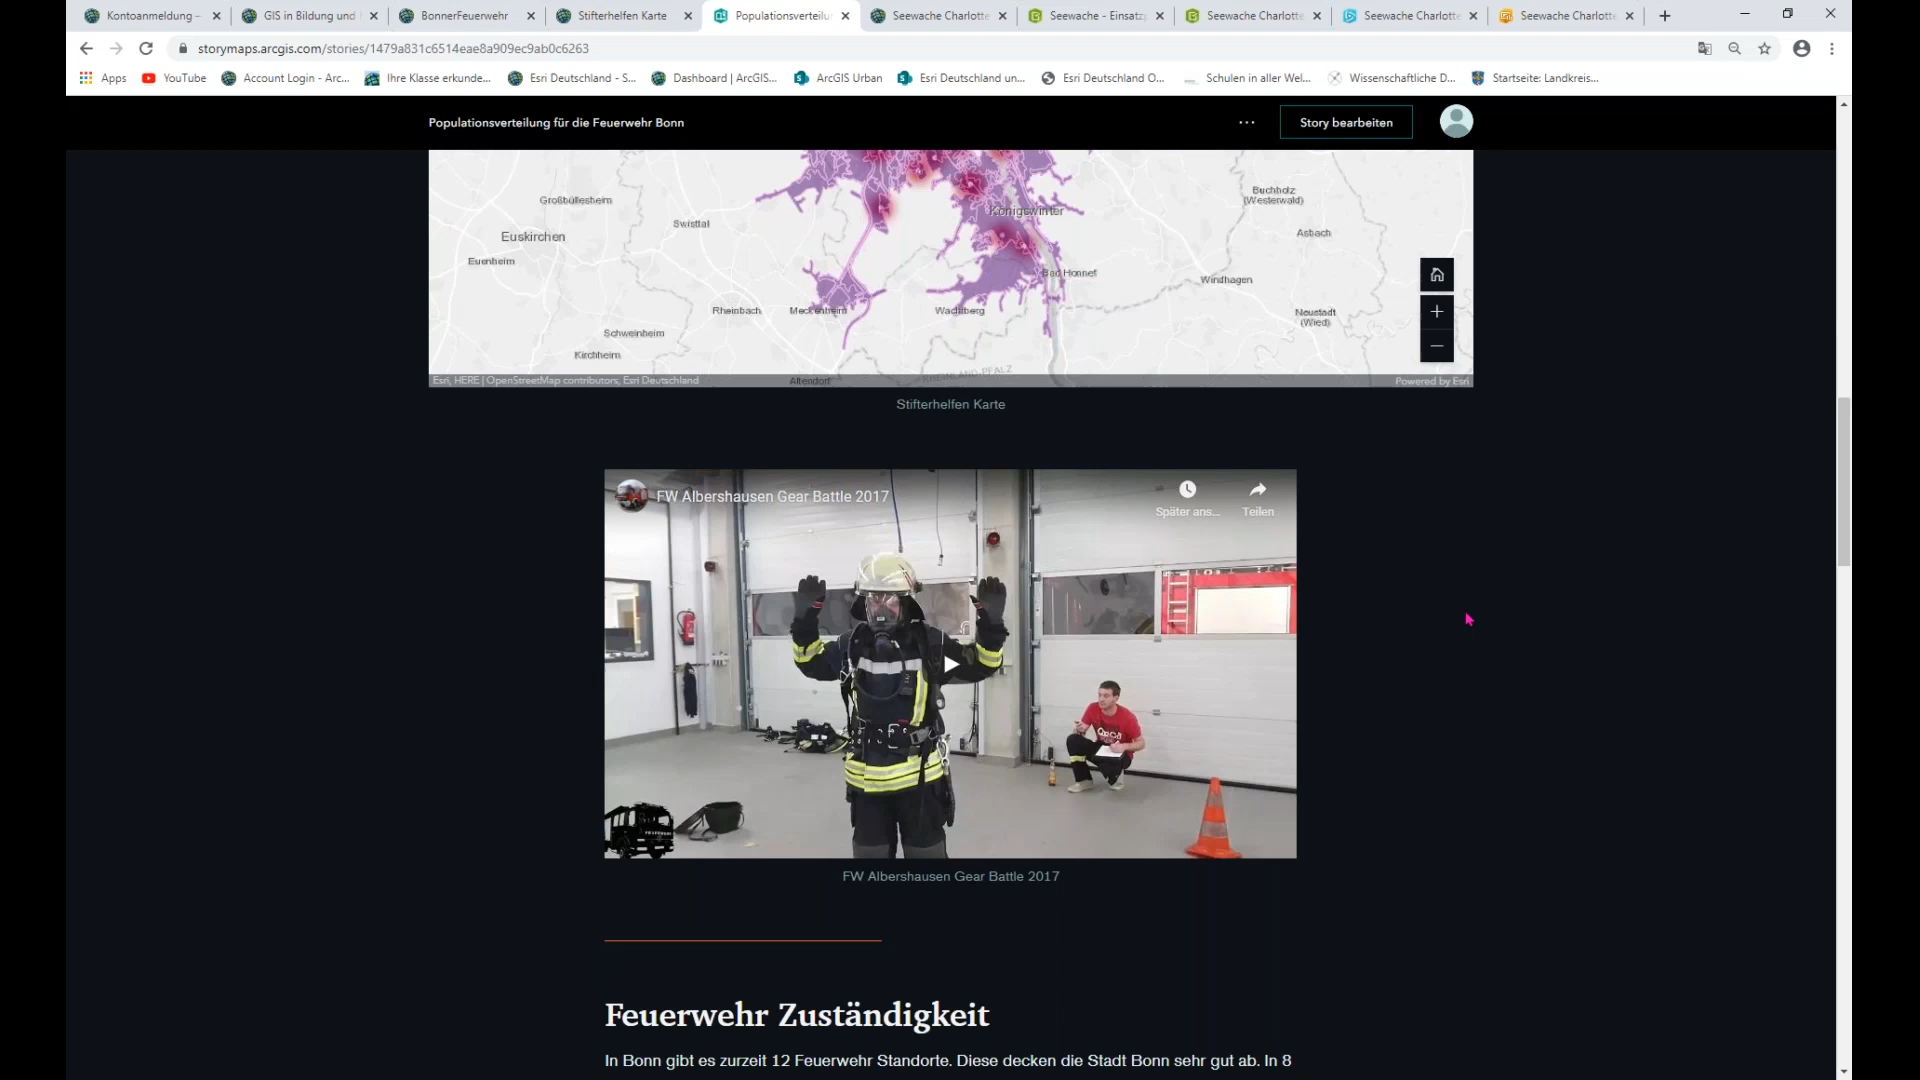 Kontoanmeldung –
GIS in Bildung und
BonnerFeuerwehr
Stifterhelfen Karte
Populationsverteilu
Seewache Charlotte
Seewache - Einsatz
Seewache Charlotte
Seewache Charlotte
Seewache Charlotte
storymaps.arcgis.com/stories/1479a831c6514eae8a909ec9ab0c6263
Apps
YouTube
Account Login - Arc...
Ihre Klasse erkunde...
Esri Deutschland - S...
Dashboard | ArcGIS...
ArcGIS Urban
Esri Deutschland un...
Esri Deutschland O...
Schulen in aller Wel...
Wissenschaftliche D...
Startseite: Landkreis...
Populationsverteilung für die Feuerwehr Bonn
Story bearbeiten
Großbüllesheim
Euskirchen
Euenheim
Swisttal
Königswinter
Buchholz
(Westerwald)
Asbach
Bad Honnef
Windhagen
Rheinbach
Meckenheim
Wachtberg
Neustadt
(Wied)
Schweinheim
Kirchheim
Altendorf
RHEINLAND-PFALZ
Esri, HERE | OpenStreetMap contributors, Esri Deutschland
Powered by Esri
Stifterhelfen Karte
FW Albershausen Gear Battle 2017
Später ans...
Teilen
FW Albershausen Gear Battle 2017
Feuerwehr Zuständigkeit
In Bonn gibt es zurzeit 12 Feuerwehr Standorte. Diese decken die Stadt Bonn sehr gut ab. In 8